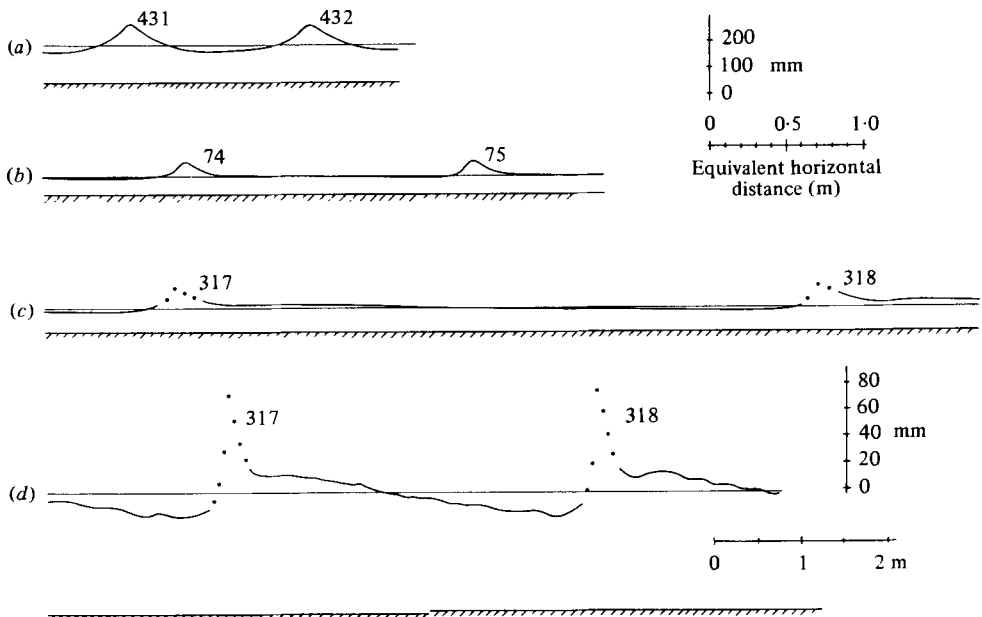 431 432
(a)
200
100 mm
0
0 0·5 1·0
Equivalent horizontal
distance (m)
74 75
(b)
317 318
(c)
317 318
(d)
80
60
40 mm
20
0
0 1 2 m